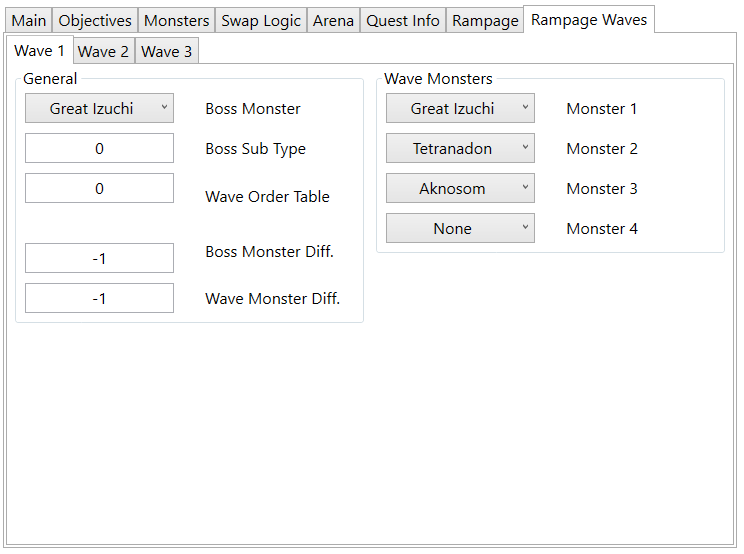 Main Objectives Monsters Swap Logic Arena Quest Info Rampage Rampage Waves
Wave 1 Wave 2 Wave 3
General
Great Izuchi Boss Monster
0 Boss Sub Type
0 Wave Order Table
-1 Boss Monster Diff.
-1 Wave Monster Diff.
Wave Monsters
Great Izuchi Monster 1
Tetranadon Monster 2
Aknosom Monster 3
None Monster 4